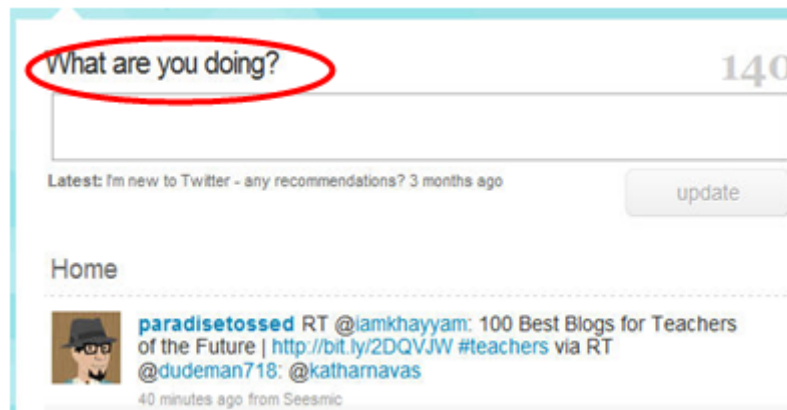 What are you doing?
140
Latest: I'm new to Twitter - any recommendations? 3 months ago
update
Home
paradisetossed RT @iamkhayyam: 100 Best Blogs for Teachers
of the Future | http://bit.ly/2DQVJW #teachers via RT
@dudeman718: @katharnavas
40 minutes ago from Seesmic